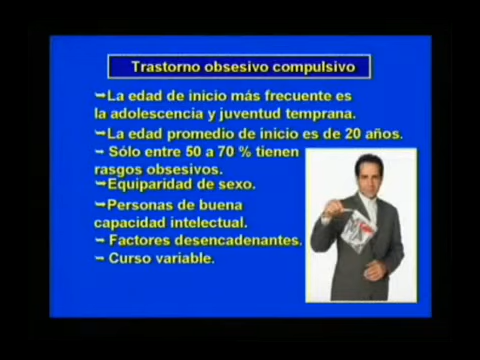 Trastorno obsesivo compulsivo
➥La edad de inicio más frecuente es
la adolescencia y juventud temprana.
➥La edad promedio de inicio es de 20 años.
➥ Sólo entre 50 a 70 % tienen
rasgos obsesivos.
➥Equiparidad de sexo.
➥Personas de buena
capacidad intelectual.
➥ Factores desencadenantes.
➥ Curso variable.